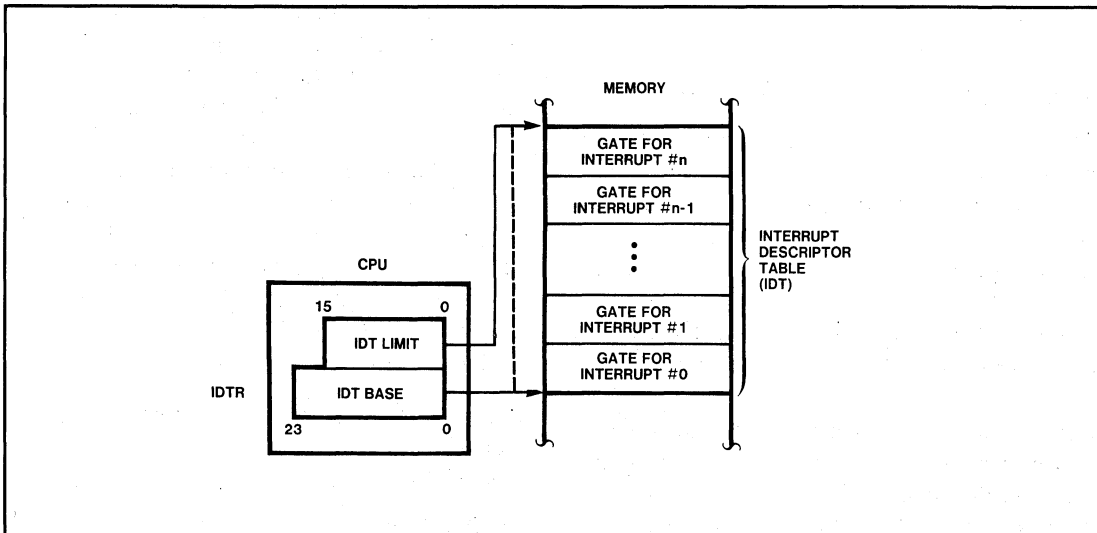 MEMORY
GATE FOR
INTERRUPT #n
GATE FOR
INTERRUPT #n-1
INTERRUPT
DESCRIPTOR
TABLE
(IDT)
CPU
15 0
GATE FOR
INTERRUPT #1
IDT LIMIT
GATE FOR
INTERRUPT #0
IDTR
IDT BASE
23 0